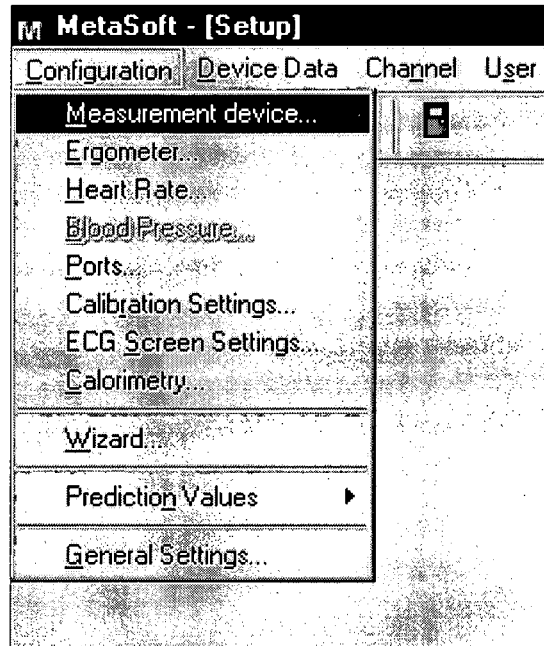 MetaSoft - [Setup]
Configuration Device Data Channel User
Measurement device...
Ergometer...
Heart Rate...
Blood Pressure...
Ports...
Calibration Settings...
ECG Screen Settings...
Calorimetry...
Wizard...
Prediction Values
General Settings...